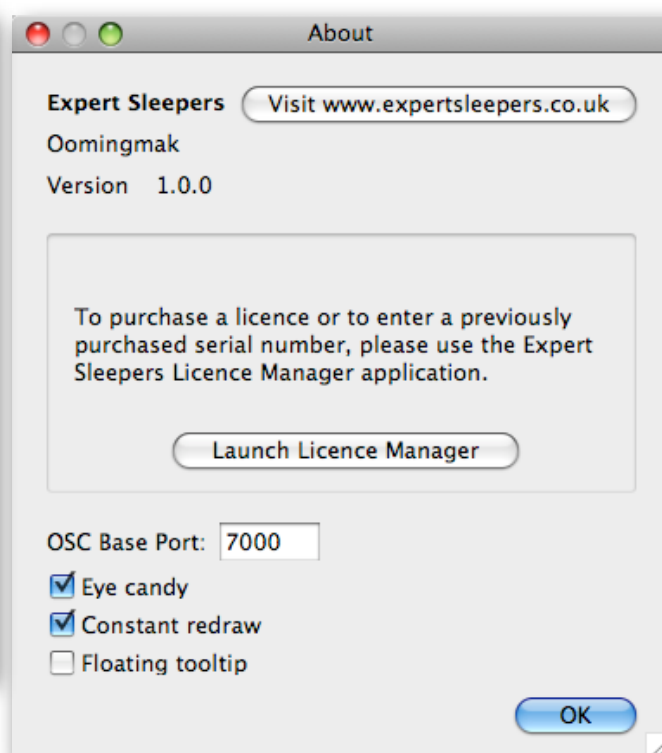 About
Expert Sleepers Visit www.expertsleepers.co.uk
Oomingmak
Version 1.0.0
To purchase a licence or to enter a previously
purchased serial number, please use the Expert
Sleepers Licence Manager application.
Launch Licence Manager
OSC Base Port: 7000
Eye candy
Constant redraw
Floating tooltip
OK